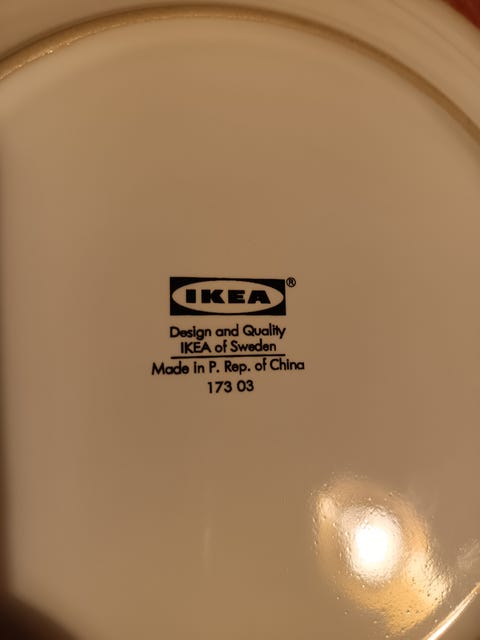 IKEA®
Design and Quality
IKEA of Sweden
Made in P. Rep. of China
173 03